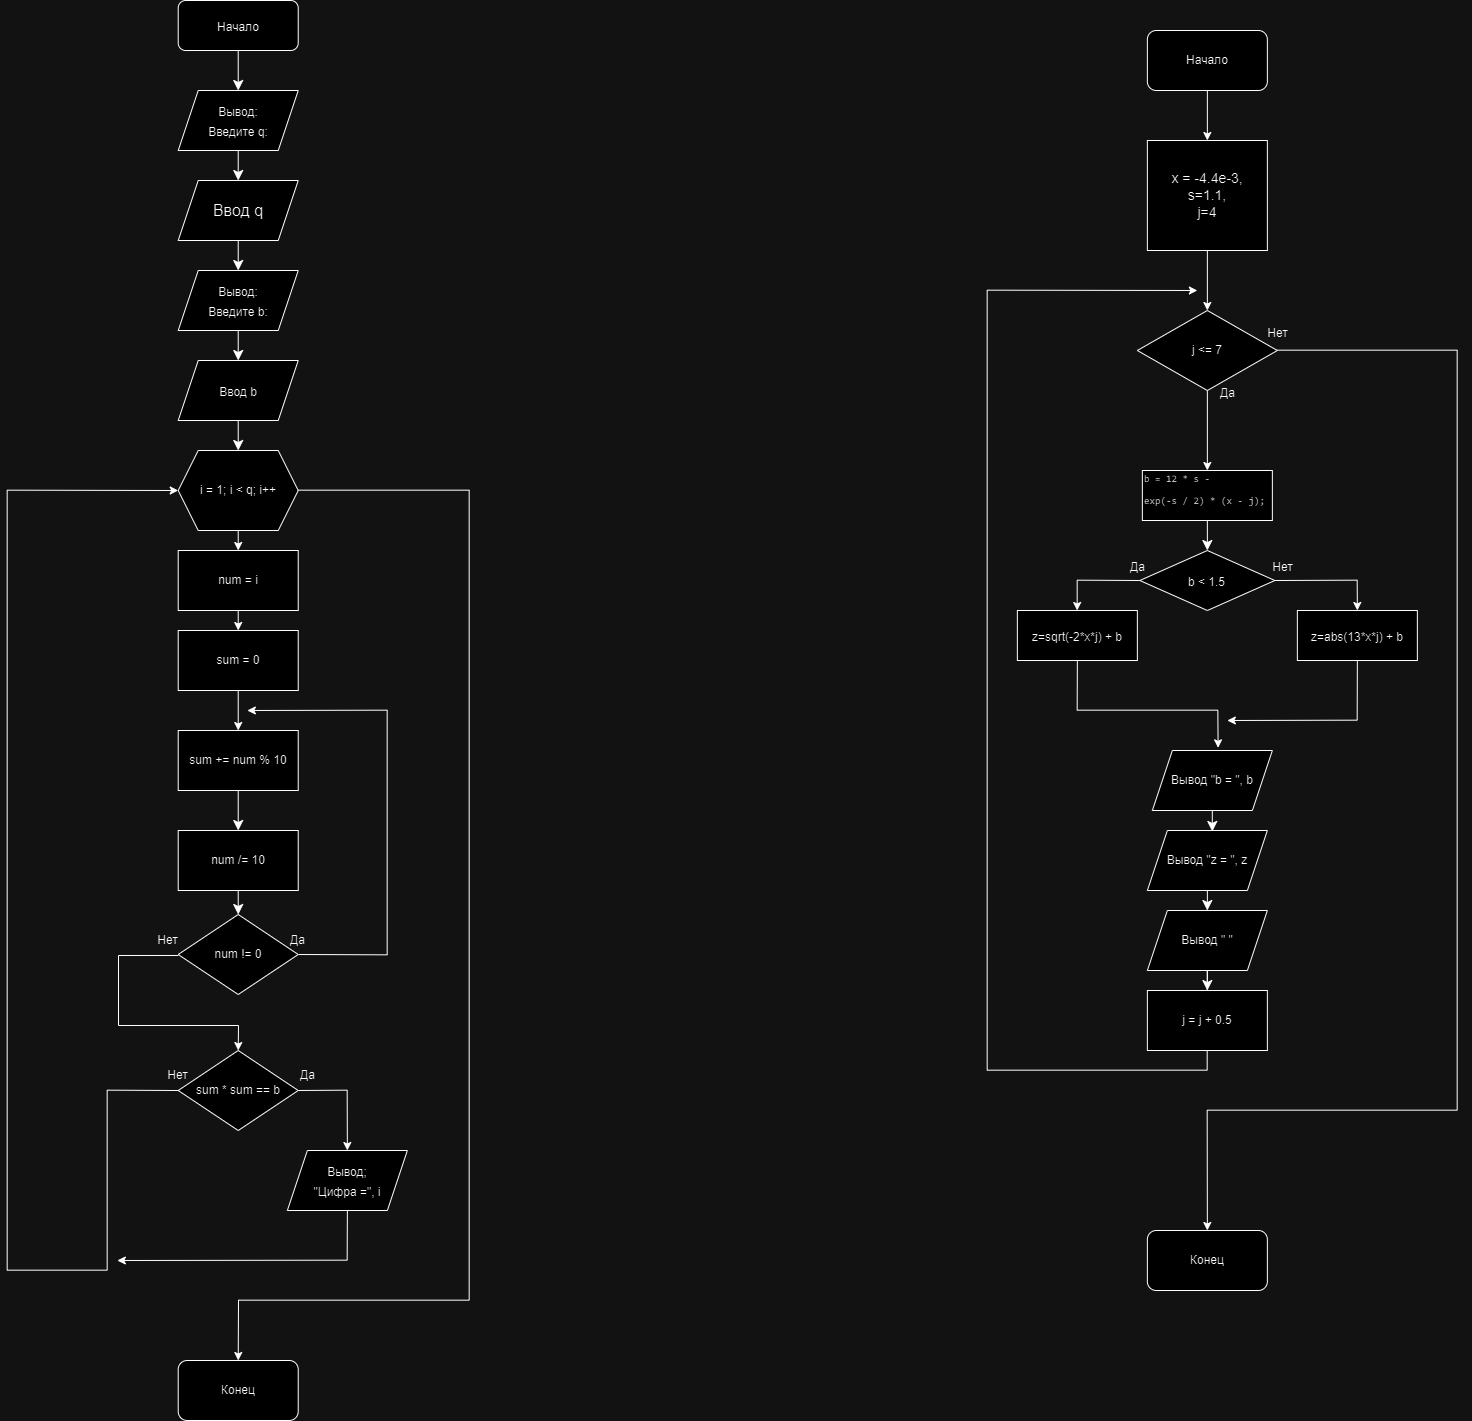 Начало
Вывод:
Введите q:
Ввод q
Вывод:
Введите b:
Ввод b
i = 1; i < q; i++
num = i
sum = 0
sum += num % 10
num /= 10
num != 0
Нет
Да
sum * sum == b
Нет
Да
Вывод;
"Цифра =", i
Конец
Начало
x = -4.4e-3,
s=1.1,
j=4
j <= 7
Нет
Да
b = 12 * s -
exp(-s / 2) * (x - j);
b < 1.5
Да
Нет
z=sqrt(-2*x*j) + b
z=abs(13*x*j) + b
Вывод "b = ", b
Вывод "z = ", z
Вывод " "
j = j + 0.5
Конец